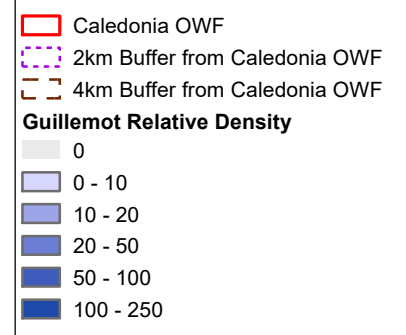 Caledonia OWF
2km Buffer from Caledonia OWF
4km Buffer from Caledonia OWF
Guillemot Relative Density
0
0 - 10
10 - 20
20 - 50
50 - 100
100 - 250